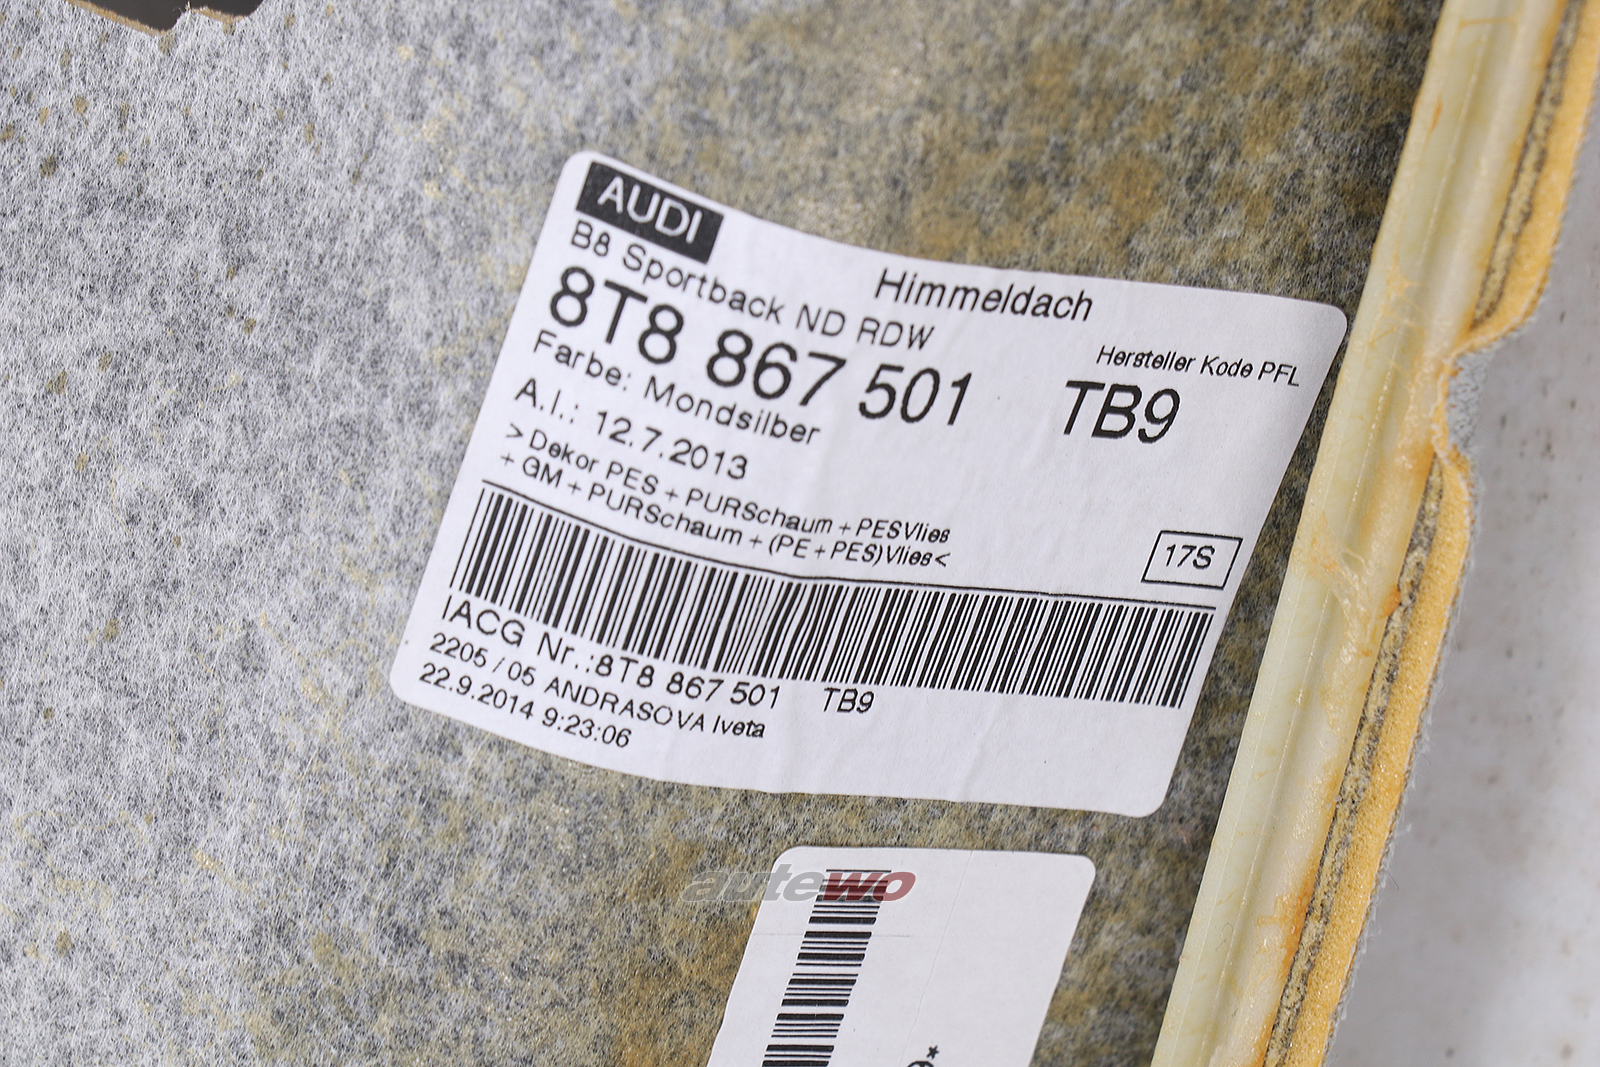 AUDI
B8 Sportback ND RDW
Himmeldach
8T8 867 501
Hersteller Kode PFL
TB9
Farbe: Mondsilber
A.I.: 12.7.2013
> Dekor PES + PURSchaum + PESVlies
+ GM + PURSchaum + (PE + PES)Vlies<
17S
IACG Nr.:8T8 867 501 TB9
2205 / 05 ANDRASOVA Iveta
22.9.2014 9:23:06
autewo